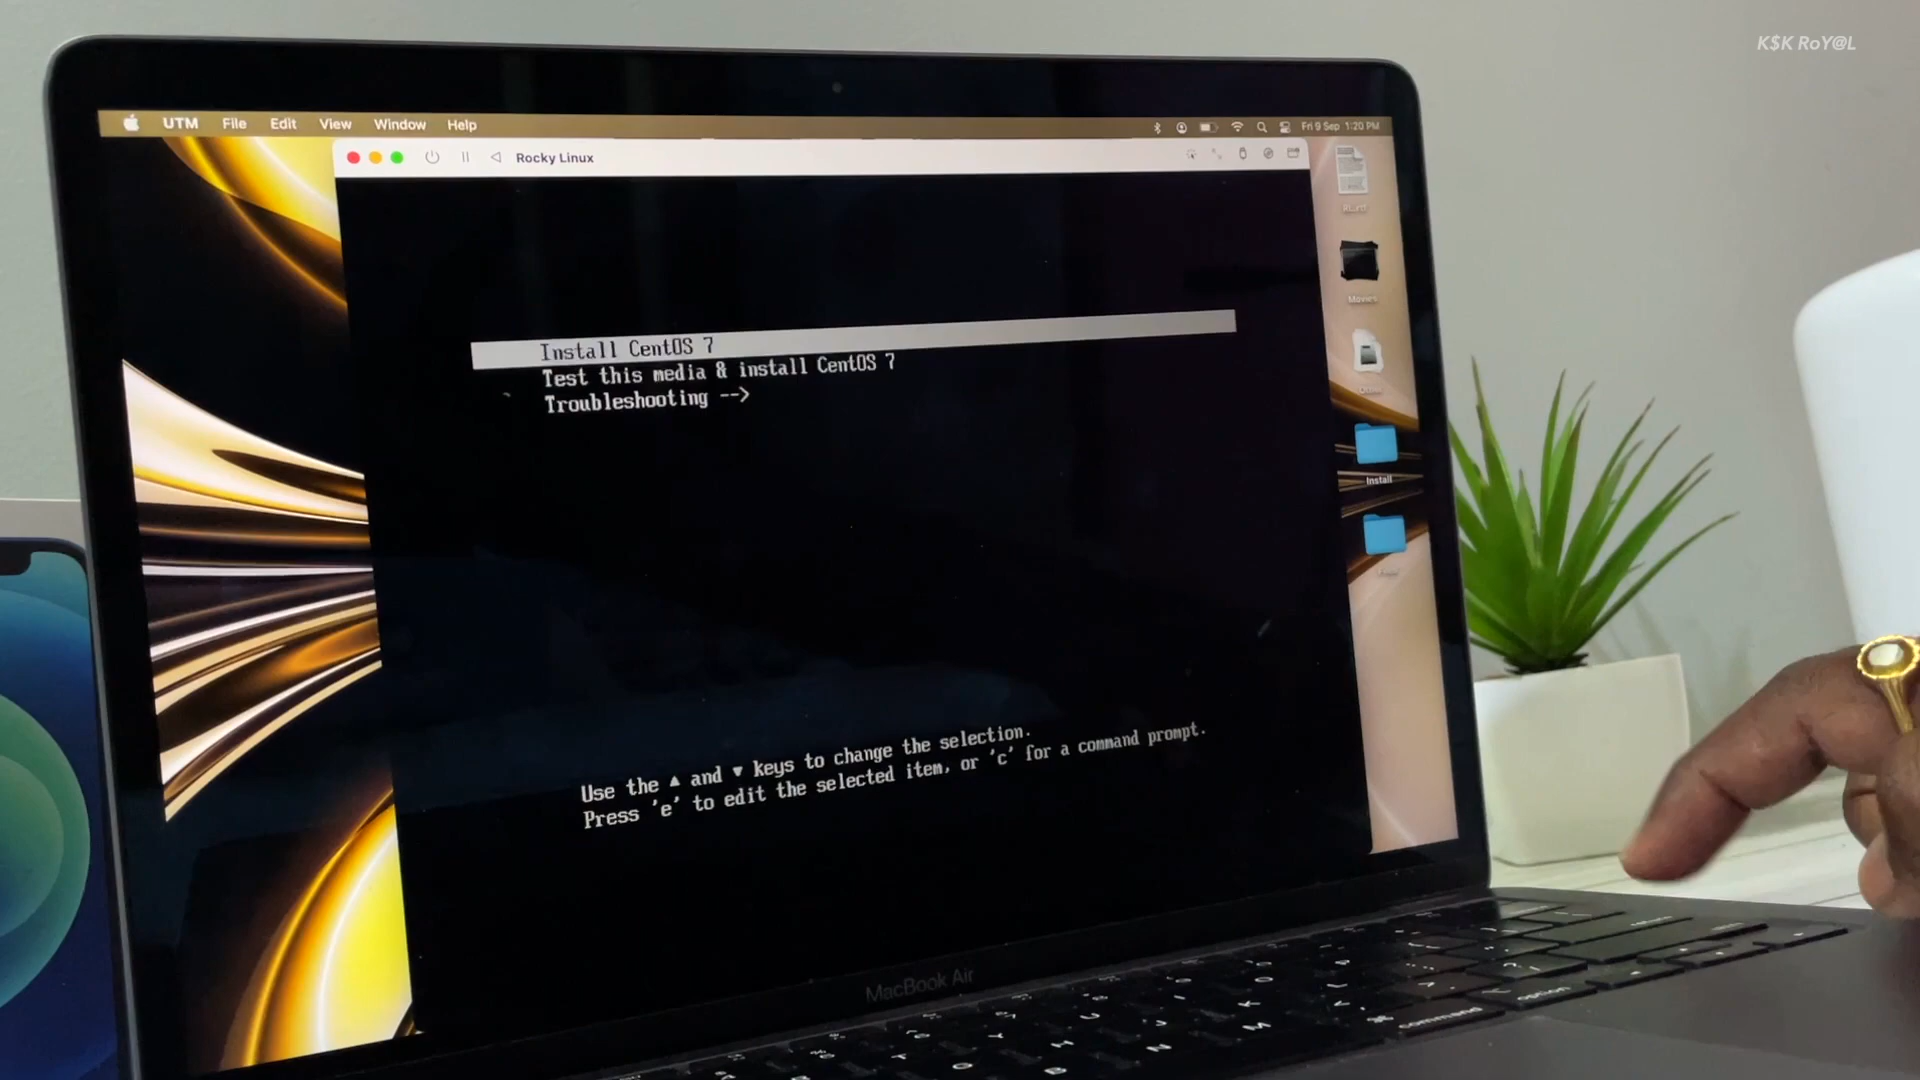 K$K RoY@L
UTM File Edit View Window Help
Fri 9 Sep 1:20 PM
Rocky Linux
Movies
Install CentOS 7
Test this media & install CentOS 7
Troubleshooting -->
Install
Use the ▲ and ▼ keys to change the selection.
Press 'e' to edit the selected item, or 'c' for a command prompt.
MacBook Air
option
command